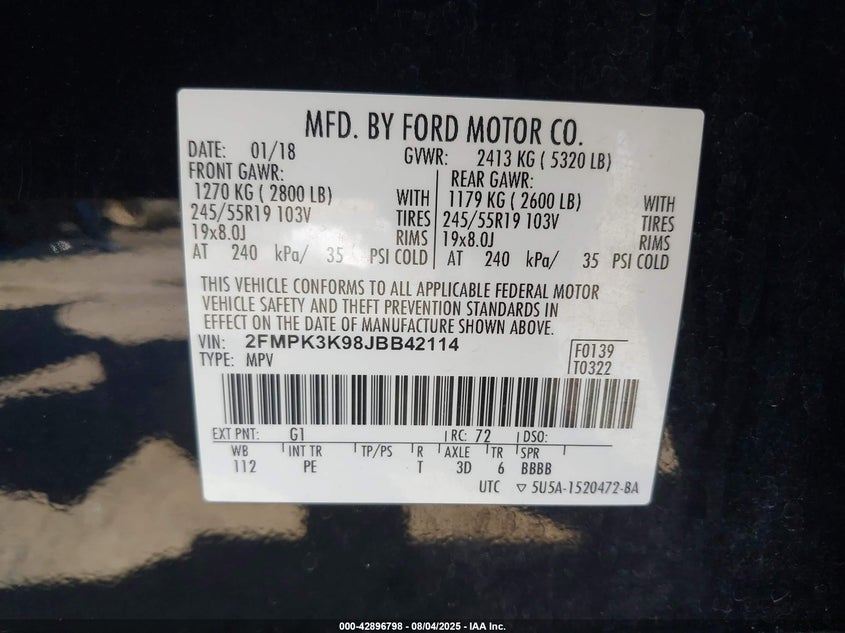 MFD. BY FORD MOTOR CO.
DATE: 01/18 GVWR: 2413 KG ( 5320 LB)
FRONT GAWR: REAR GAWR:
1270 KG ( 2800 LB) WITH 1179 KG ( 2600 LB) WITH
245/55R19 103V TIRES 245/55R19 103V TIRES
19x8.0J RIMS 19x8.0J RIMS
AT 240 kPa/ 35 PSI COLD AT 240 kPa/ 35 PSI COLD
THIS VEHICLE CONFORMS TO ALL APPLICABLE FEDERAL MOTOR
VEHICLE SAFETY AND THEFT PREVENTION STANDARDS IN
EFFECT ON THE DATE OF MANUFACTURE SHOWN ABOVE.
VIN: 2FMPK3K98JBB42114 F0139
TYPE: MPV T0322
EXT PNT: G1 RC: 72 DSO:
WB INT TR TP/PS R AXLE TR SPR
112 PE T 3D 6 BBBB
UTC ▽ 5U5A-1520472-BA
000-42896798 - 08/04/2025 - IAA Inc.